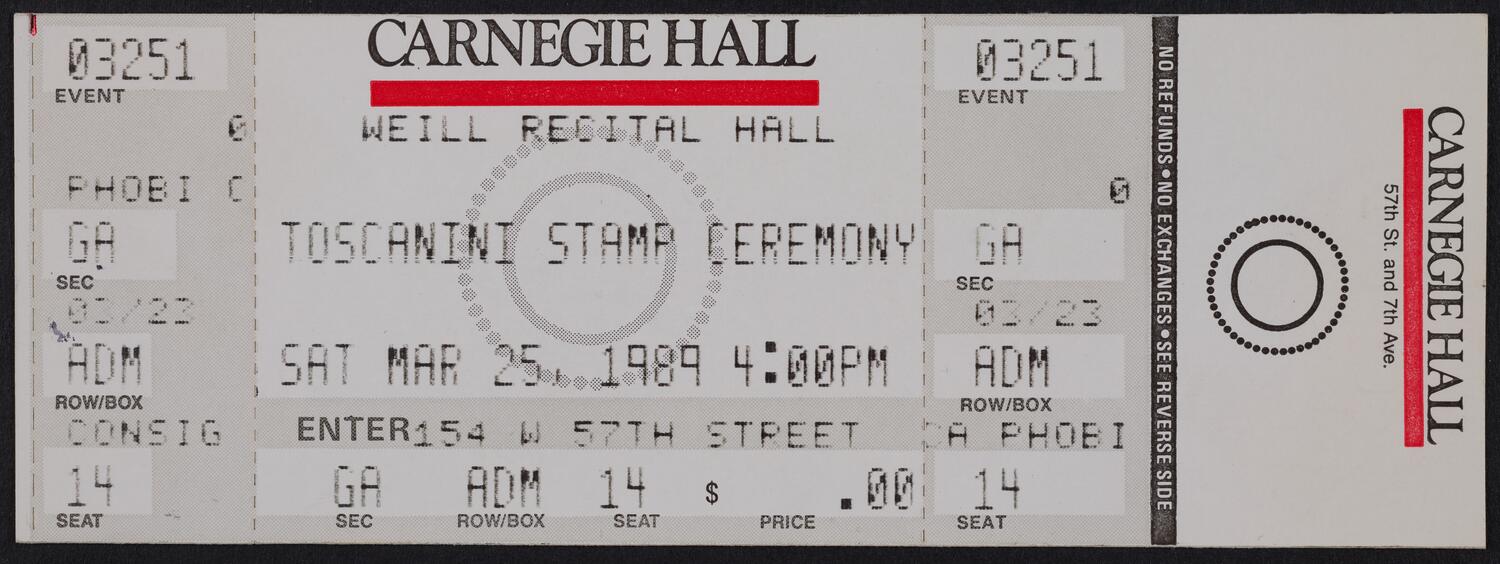 03251
EVENT
0
PHOBI C
GA
SEC
03/23
ADM
ROW/BOX
CONSIG
14
SEAT
CARNEGIE HALL
WEILL RECITAL HALL
TOSCANINI STAMP CEREMONY
SAT MAR 25, 1989 4:00PM
ENTER 154 W 57TH STREET
GA ADM 14 $ .00
SEC ROW/BOX SEAT PRICE
03251
EVENT
0
GA
SEC
03/23
ADM
ROW/BOX
CA PHOBI
14
SEAT
NO REFUNDS • NO EXCHANGES • SEE REVERSE SIDE
CARNEGIE HALL
57th St. and 7th Ave.